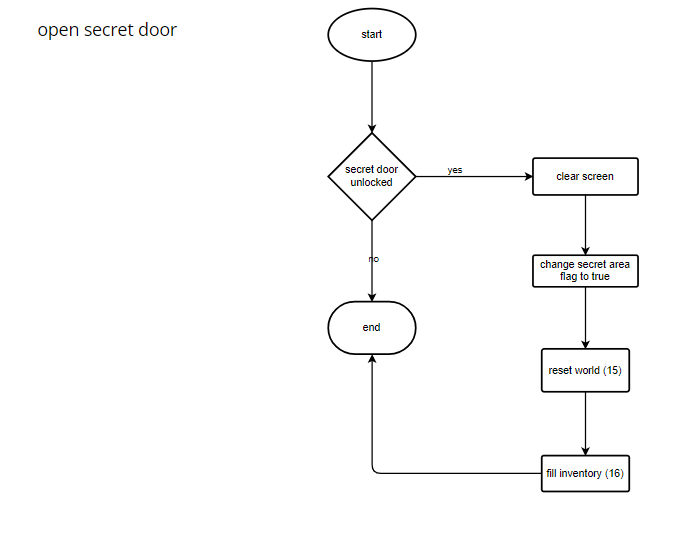 open secret door
start
secret door
unlocked
yes
clear screen
no
change secret area
flag to true
end
reset world (15)
fill inventory (16)